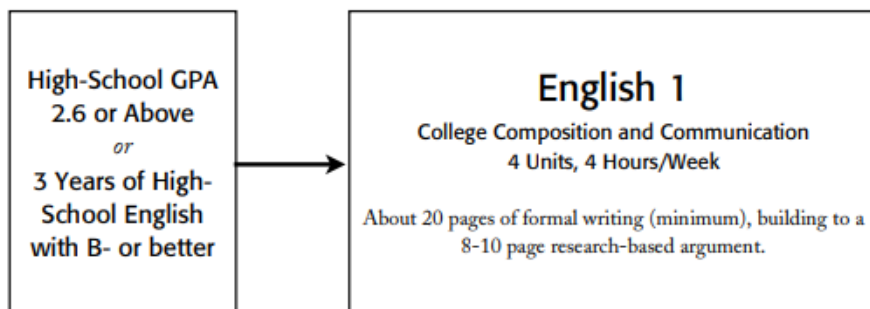 High-School GPA
2.6 or Above
or
3 Years of High-
School English
with B- or better
English 1
College Composition and Communication
4 Units, 4 Hours/Week
About 20 pages of formal writing (minimum), building to a
8-10 page research-based argument.